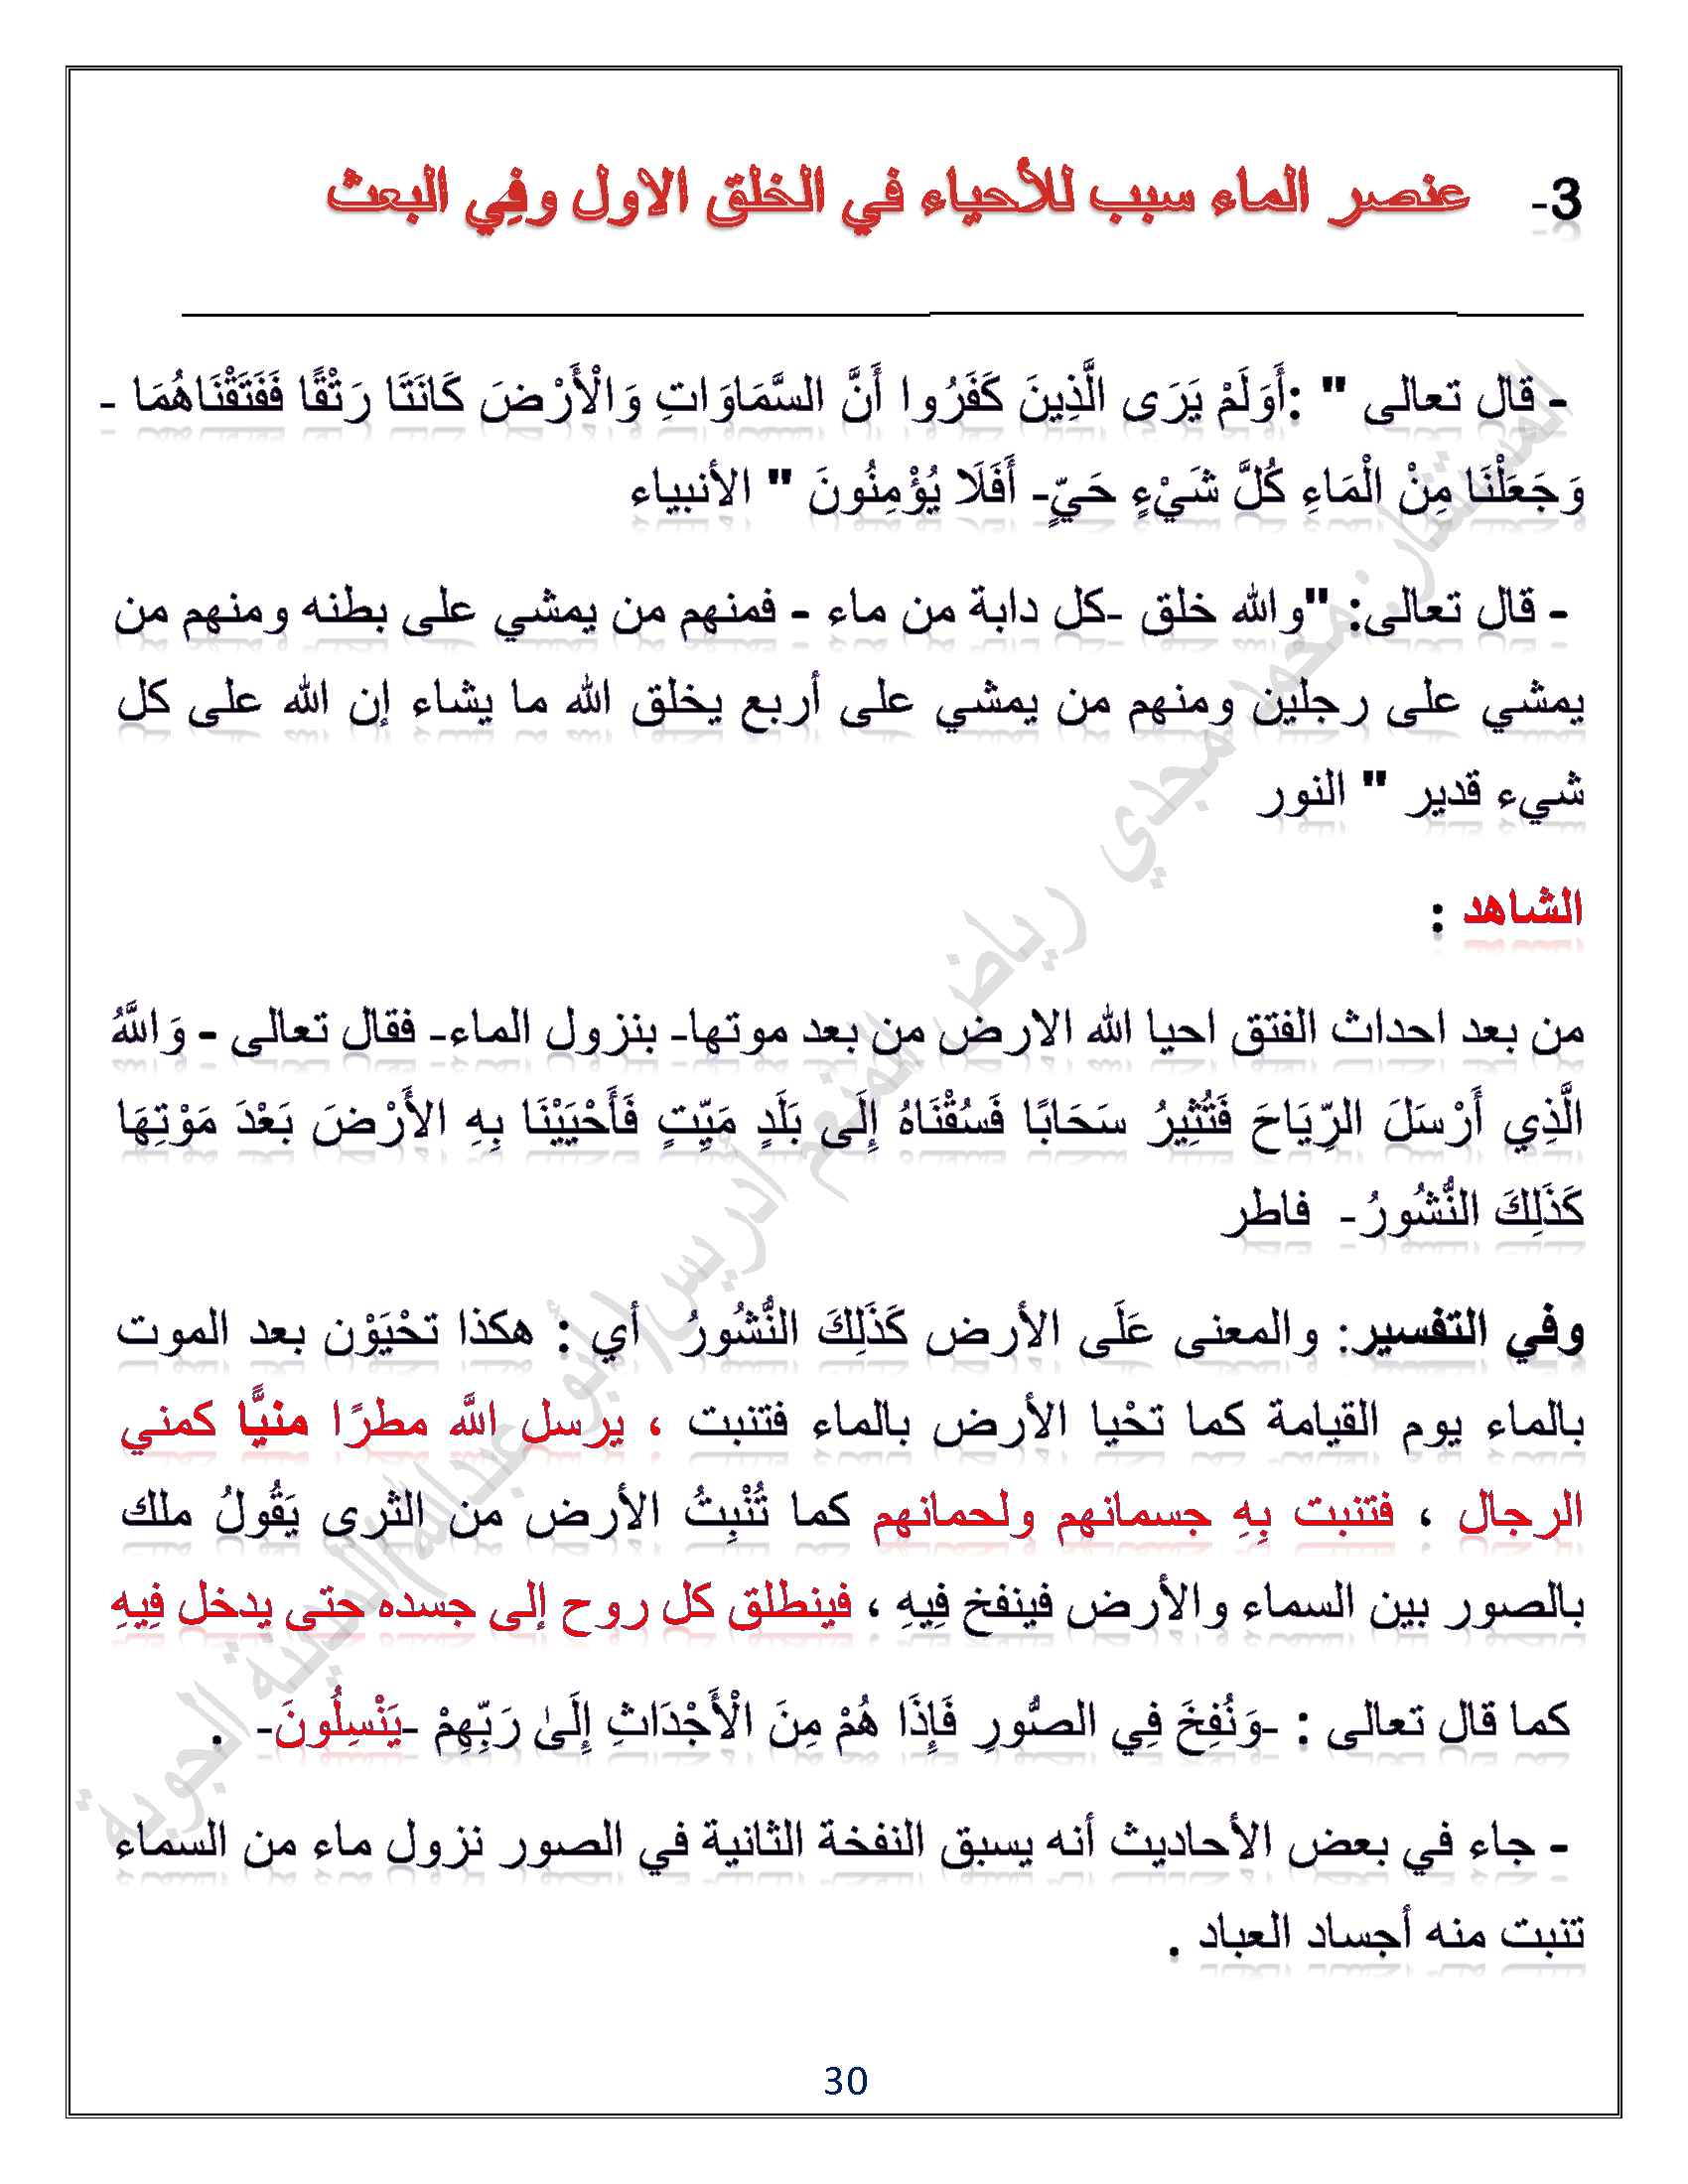 3- عنصر الماء سبب للأحياء في الخلق الاول وفِي البعث
- قال تعالى " :أَوَلَمْ يَرَى الَّذِينَ كَفَرُوا أَنَّ السَّمَاوَاتِ وَالْأَرْضَ كَانَتَا رَتْقًا فَفَتَقْنَاهُمَا -
وَجَعَلْنَا مِنْ الْمَاءِ كُلَّ شَيْءٍ حَيٍّ- أَفَلَا يُؤْمِنُونَ " الأنبياء
- قال تعالى: "والله خلق -كل دابة من ماء - فمنهم من يمشي على بطنه ومنهم من
يمشي على رجلين ومنهم من يمشي على أربع يخلق الله ما يشاء إن الله على كل
شيء قدير " النور
الشاهد :
من بعد احداث الفتق احيا الله الارض من بعد موتها- بنزول الماء- فقال تعالى - وَاللَّهُ
الَّذِي أَرْسَلَ الرِّيَاحَ فَتُثِيرُ سَحَابًا فَسُقْنَاهُ إِلَى بَلَدٍ مَيِّتٍ فَأَحْيَيْنَا بِهِ الأَرْضَ بَعْدَ مَوْتِهَا
كَذَلِكَ النُّشُورُ- فاطر
وفي التفسير: والمعنى عَلَى الأرض كَذَلِكَ النُّشُورُ أي : هكذا تحْيَوْن بعد الموت
بالماء يوم القيامة كما تحْيا الأرض بالماء فتنبت ، يرسل اللَّه مطرًا منيًّا كمني
الرجال ، فتنبت بِهِ جسمانهم ولحمانهم كما تُنْبِتُ الأرض من الثرى يَقُولُ ملك
بالصور بين السماء والأرض فينفخ فِيهِ ، فينطلق كل روح إلى جسده حتى يدخل فِيهِ
كما قال تعالى : -وَنُفِخَ فِي الصُّورِ فَإِذَا هُمْ مِنَ الْأَجْدَاثِ إِلَىٰ رَبِّهِمْ -يَنْسِلُونَ- .
- جاء في بعض الأحاديث أنه يسبق النفخة الثانية في الصور نزول ماء من السماء
تنبت منه أجساد العباد .
المستشار: محمد مجدي رياض المنعم أدريس/أبو عبدالله/المدينة الجوية
30